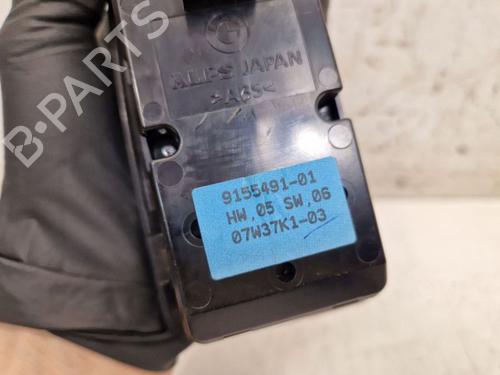 ALPS JAPAN
>ABS<
9155491-01
HW.05 SW.06
07W37K1-03
B-PARTS